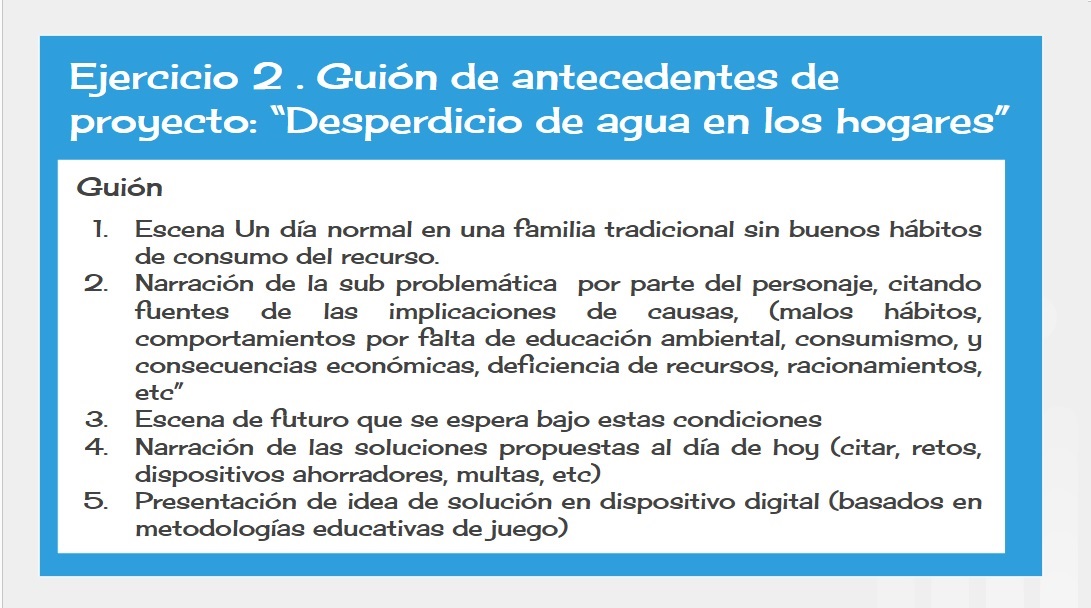 Ejercicio 2 . Guión de antecedentes de
proyecto: “Desperdicio de agua en los hogares”
Guión
1. Escena Un día normal en una familia tradicional sin buenos hábitos
de consumo del recurso.
2. Narración de la sub problemática por parte del personaje, citando
fuentes de las implicaciones de causas, (malos hábitos,
comportamientos por falta de educación ambiental, consumismo, y
consecuencias económicas, deficiencia de recursos, racionamientos,
etc”
3. Escena de futuro que se espera bajo estas condiciones
4. Narración de las soluciones propuestas al día de hoy (citar, retos,
dispositivos ahorradores, multas, etc)
5. Presentación de idea de solución en dispositivo digital (basados en
metodologías educativas de juego)